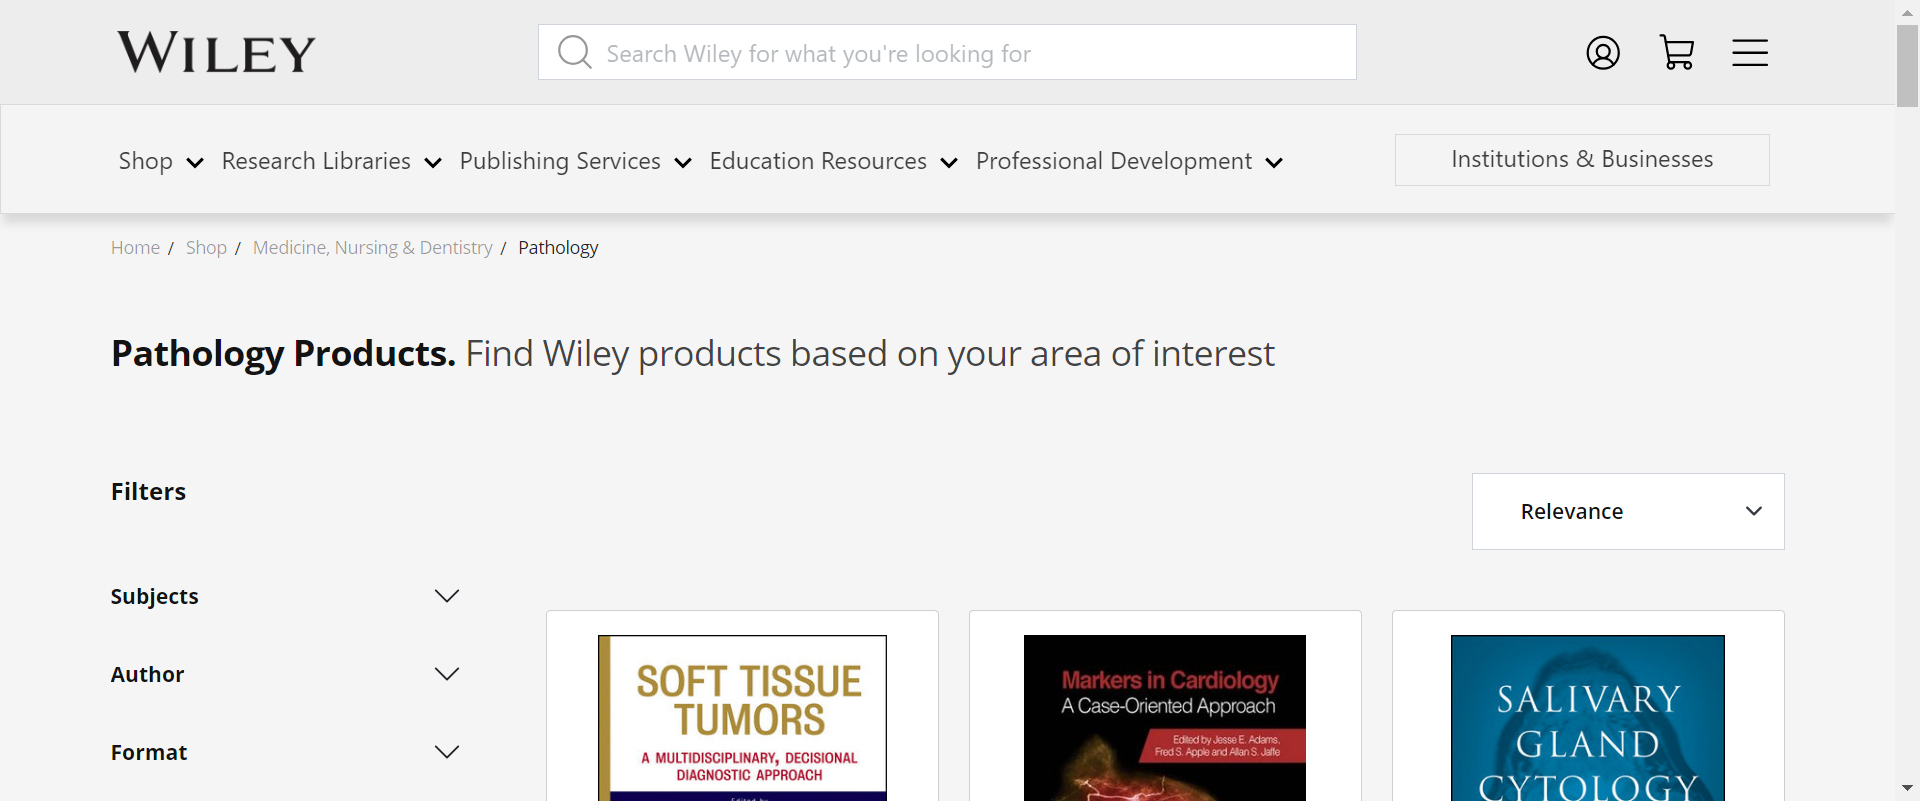 WILEY
Search Wiley for what you're looking for
Shop Research Libraries Publishing Services Education Resources Professional Development Institutions & Businesses
Home / Shop / Medicine, Nursing & Dentistry / Pathology
Pathology Products. Find Wiley products based on your area of interest
Filters
Relevance
Subjects
Author
Format
SOFT TISSUE
TUMORS
A MULTIDISCIPLINARY, DECISIONAL
DIAGNOSTIC APPROACH
Edited by
Markers in Cardiology
A Case-Oriented Approach
Edited by Jesse E. Adams,
Fred S. Apple and Allan S. Jaffe
SALIVARY
GLAND
CYTOLOGY